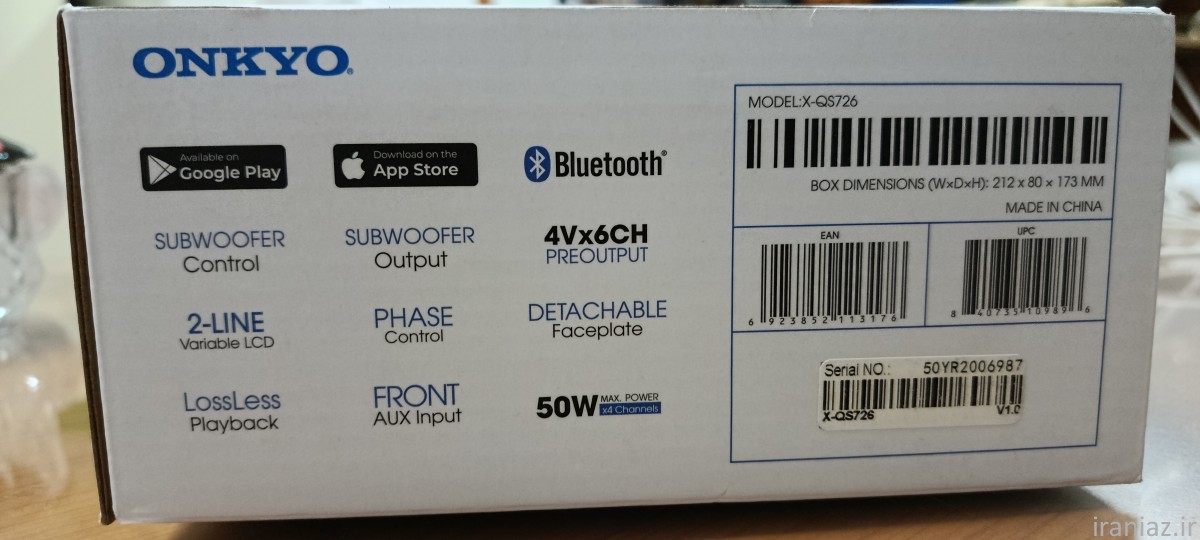 ONKYO®
Available on
Google Play
Download on the
App Store
Bluetooth®
SUBWOOFER
Control
SUBWOOFER
Output
4Vx6CH
PREOUTPUT
2-LINE
Variable LCD
PHASE
Control
DETACHABLE
Faceplate
LossLess
Playback
FRONT
AUX Input
50W MAX. POWER
x4 Channels
MODEL:X-QS726
BOX DIMENSIONS (W×D×H): 212 x 80 × 173 MM
MADE IN CHINA
EAN
6 923852 113176
UPC
8 40735 10989 6
Serial NO.: 50YR2006987
X-QS726 V1.0
iraniaz.ir